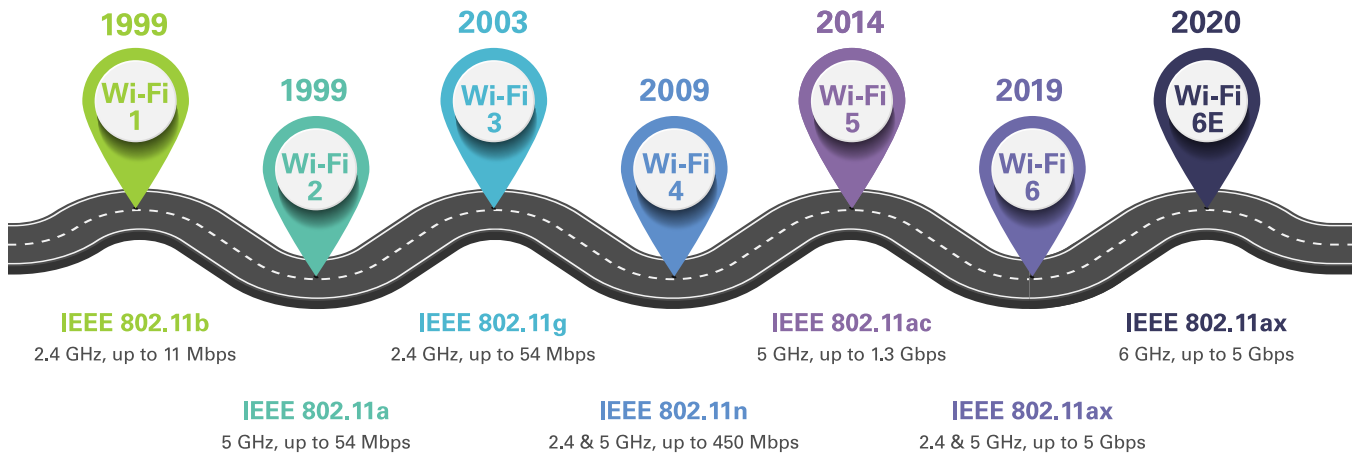 1999
Wi-Fi
1
1999
Wi-Fi
2
2003
Wi-Fi
3
2009
Wi-Fi
4
2014
Wi-Fi
5
2019
Wi-Fi
6
2020
Wi-Fi
6E
IEEE 802.11b
2.4 GHz, up to 11 Mbps
IEEE 802.11a
5 GHz, up to 54 Mbps
IEEE 802.11g
2.4 GHz, up to 54 Mbps
IEEE 802.11n
2.4 & 5 GHz, up to 450 Mbps
IEEE 802.11ac
5 GHz, up to 1.3 Gbps
IEEE 802.11ax
2.4 & 5 GHz, up to 5 Gbps
IEEE 802.11ax
6 GHz, up to 5 Gbps